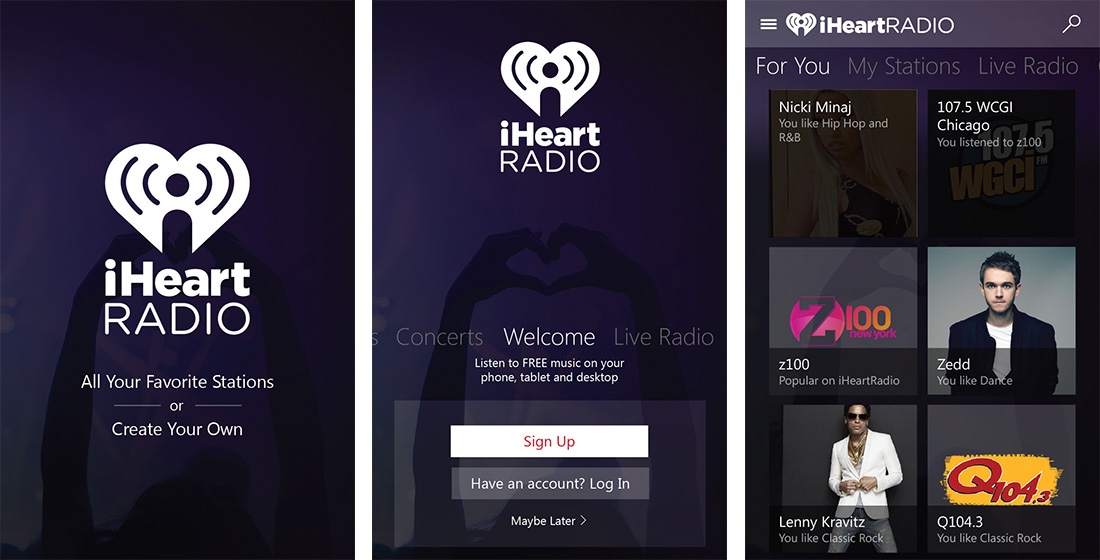 iHeart
RADIO
All Your Favorite Stations
or
Create Your Own
iHeart
RADIO
s
Concerts
Welcome
Live Radio
Listen to FREE music on your
phone, tablet and desktop
Sign Up
Have an account? Log In
Maybe Later
iHeartRADIO
For You
My Stations
Live Radio
Nicki Minaj
You like Hip Hop and
R&B
107.5 WCGI
Chicago
You listened to z100
107.5
WGCI
FM
Z100
new york
z100
Popular on iHeartRadio
Zedd
You like Dance
Lenny Kravitz
You like Classic Rock
Q104.3
Q104.3
You like Classic Rock